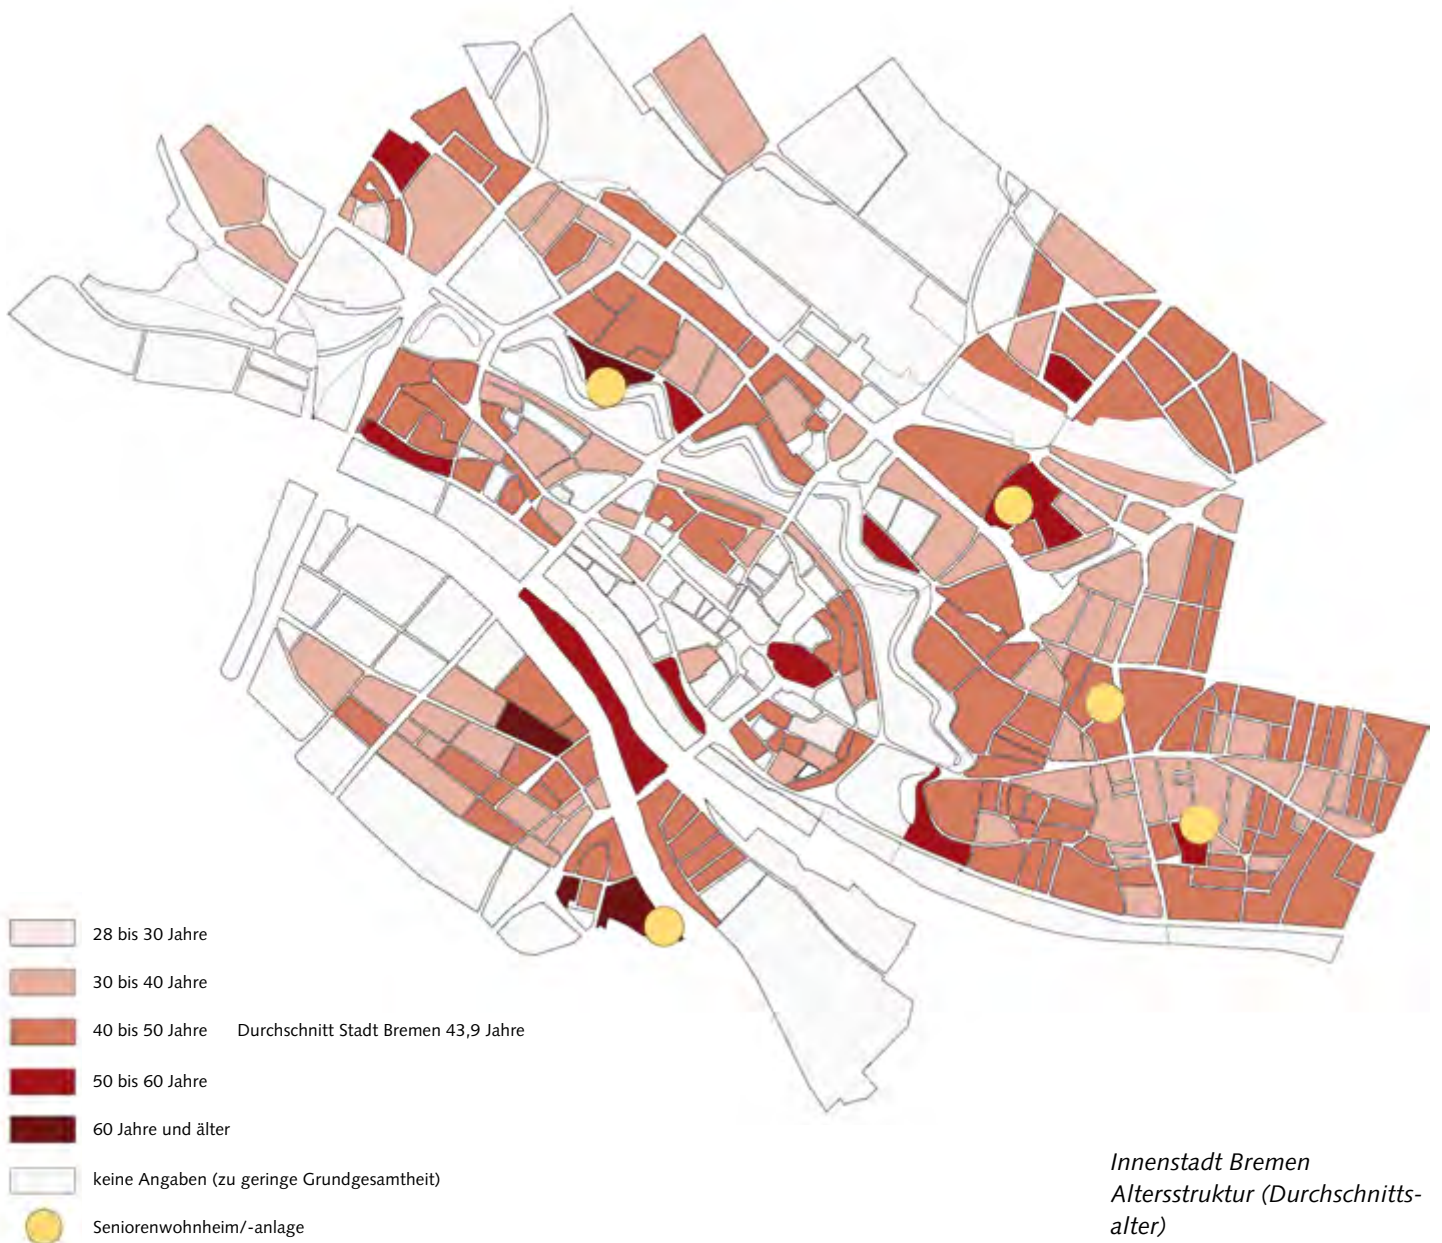 28 bis 30 Jahre
30 bis 40 Jahre
40 bis 50 Jahre Durchschnitt Stadt Bremen 43,9 Jahre
50 bis 60 Jahre
60 Jahre und älter
keine Angaben (zu geringe Grundgesamtheit)
Seniorenwohnheim/-anlage
Innenstadt Bremen
Altersstruktur (Durchschnitts-
alter)